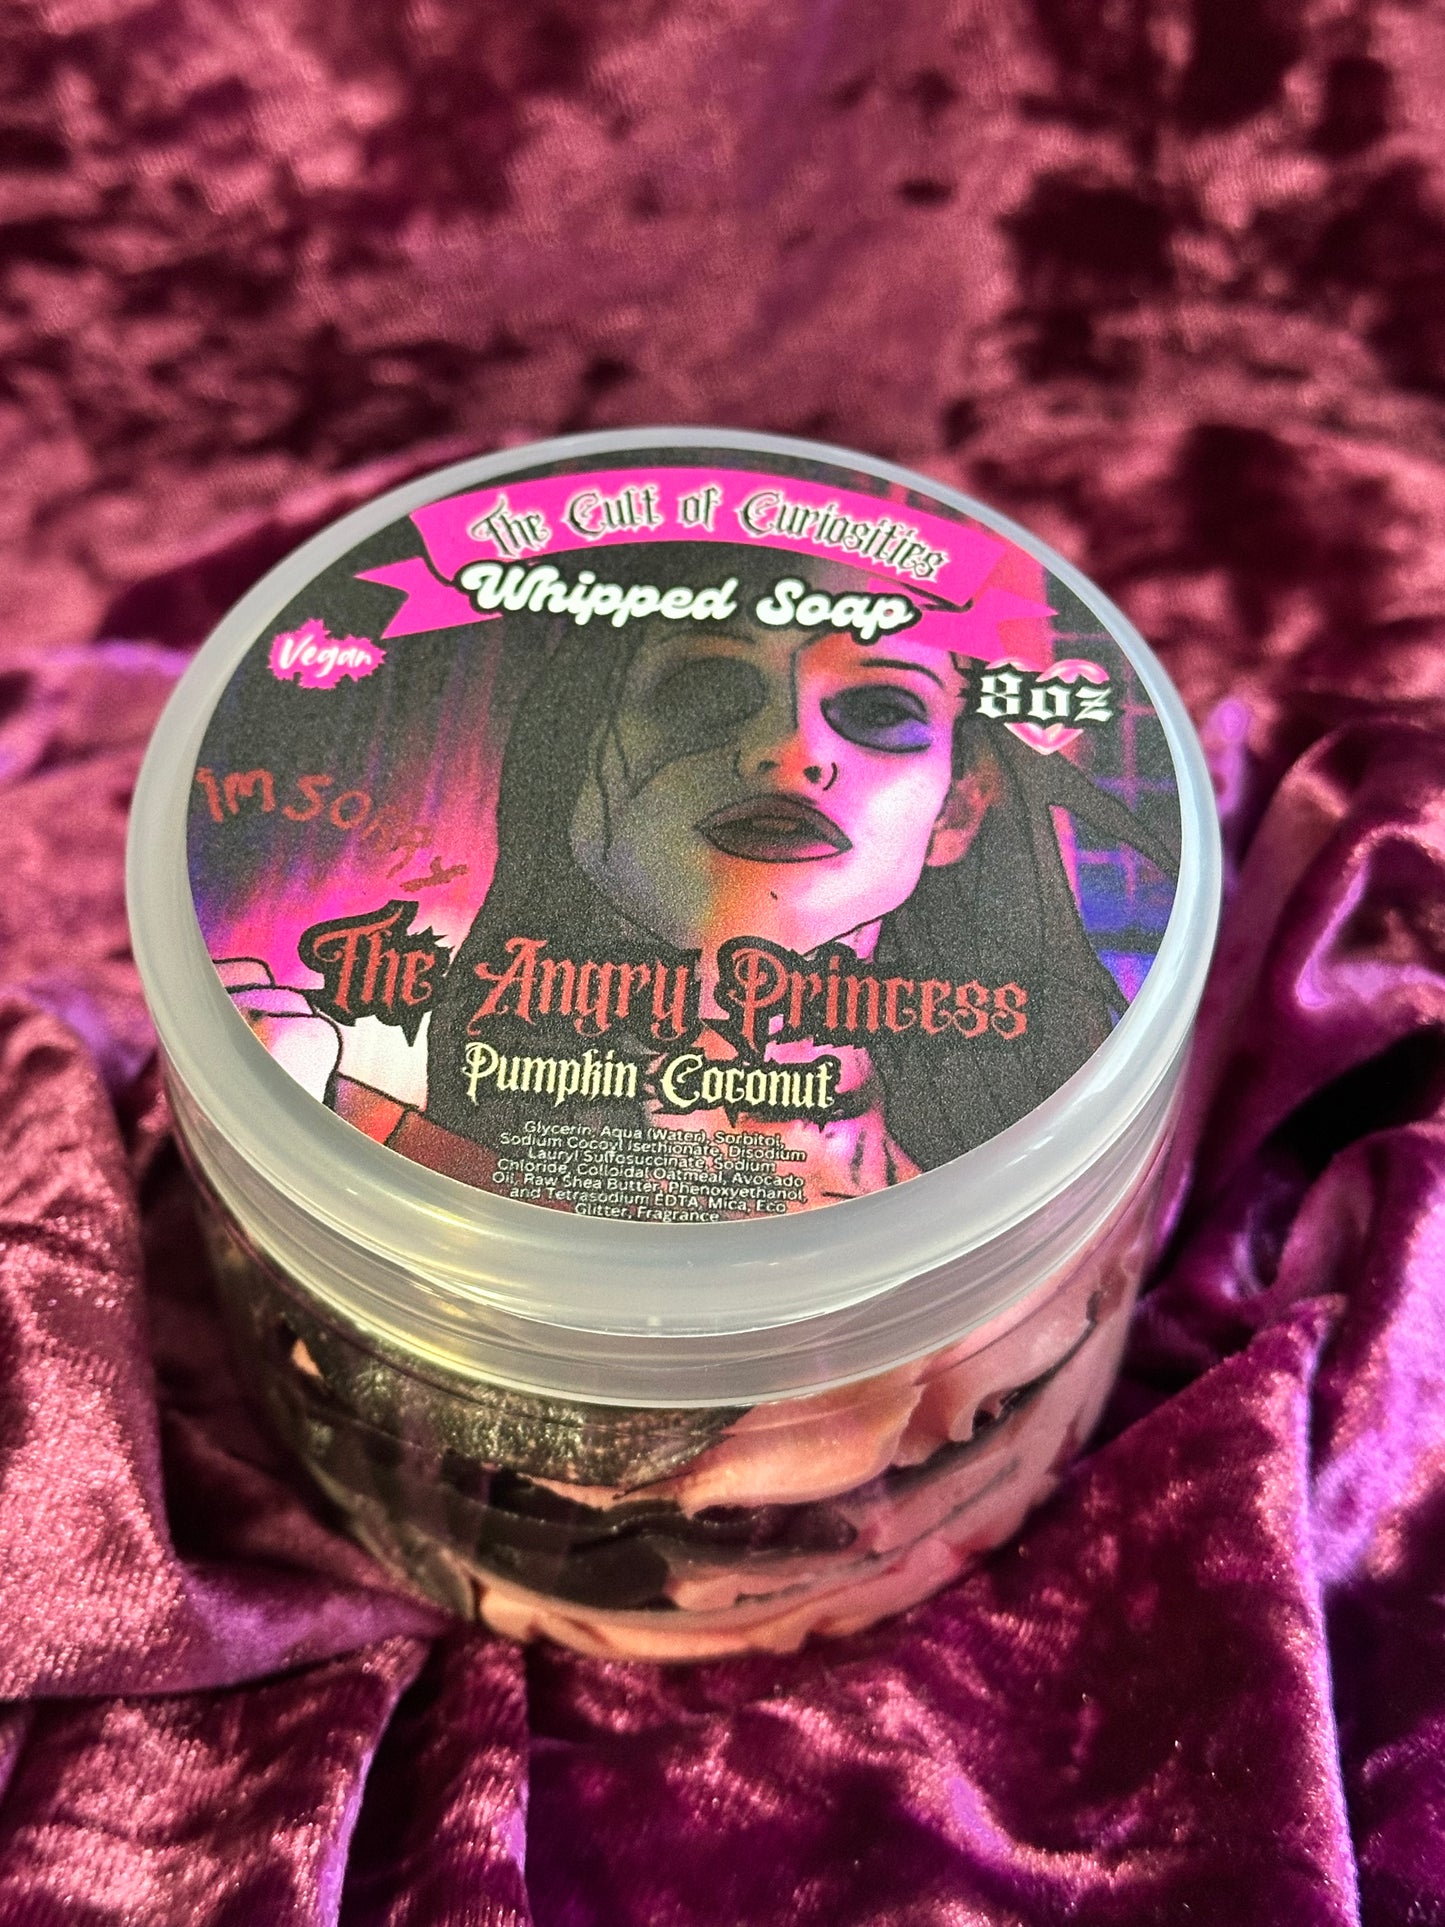 The Cult of Curiosities
Whipped Soap
Vegan
8oz
IM SORRY
The Angry Princess
Pumpkin Coconut
Glycerin, Aqua (Water), Sorbitol,
Sodium Cocoyl Isethionate, Disodium
Lauryl Sulfosuccinate, Sodium
Chloride, Colloidal Oatmeal, Avocado
Oil, Raw Shea Butter, Phenoxyethanol,
and Tetrasodium EDTA, Mica, Eco
Glitter, Fragrance